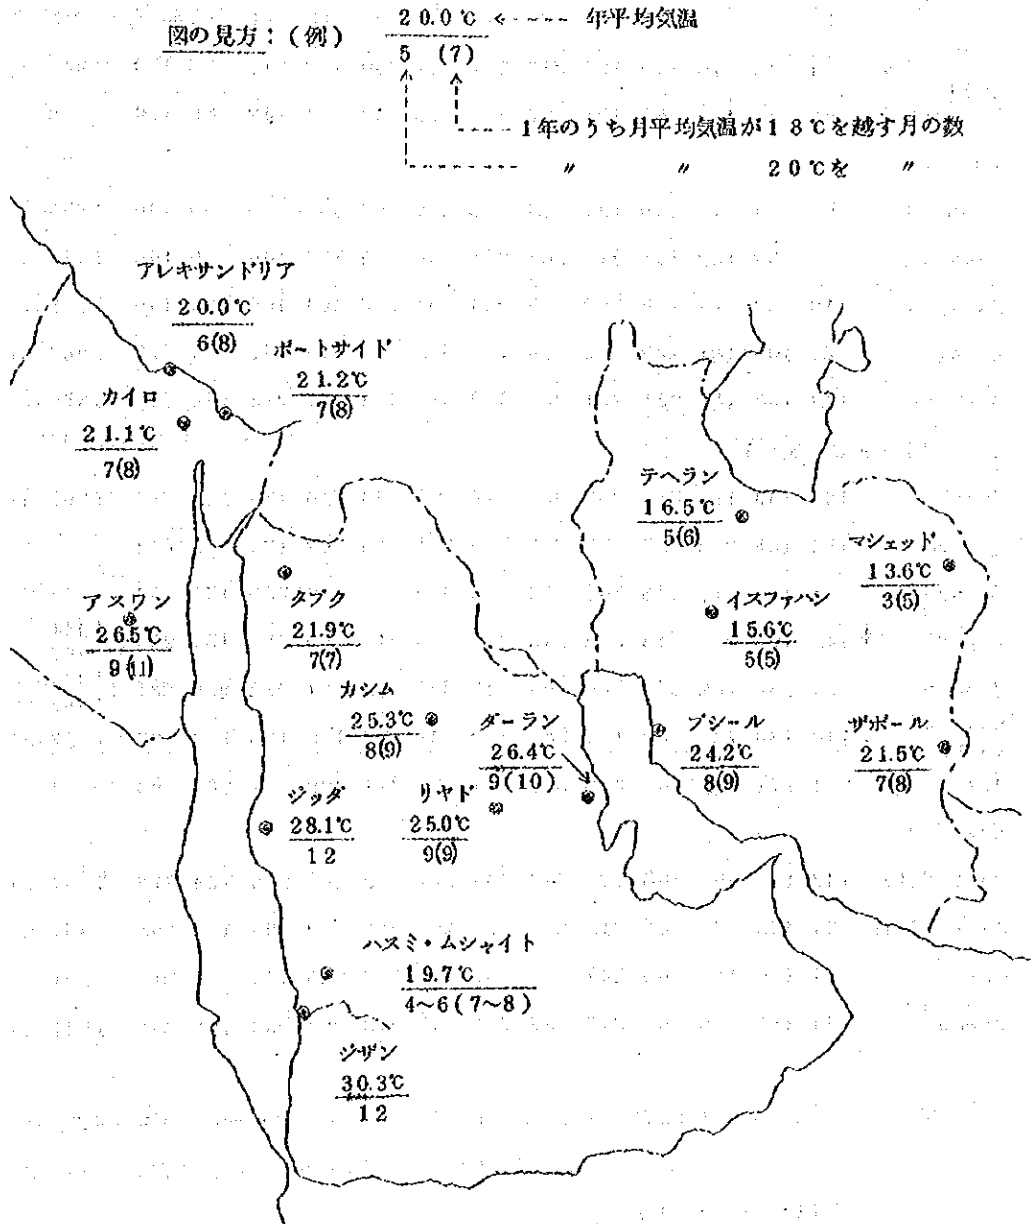 図の見方：(例) 20.0℃ 年平均気温
5 (7)
1年のうち月平均気温が18℃を越す月の数
〃 〃 20℃を 〃
アレキサンドリア
20.0℃
6(8)
ポートサイド
21.2℃
7(8)
カイロ
21.1℃
7(8)
テヘラン
16.5℃
5(6)
マシェッド
13.6℃
3(5)
アスワン
26.5℃
9(11)
タブク
21.9℃
7(7)
イスファハン
15.6℃
5(5)
カシム
25.3℃
8(9)
ダーラン
26.4℃
9(10)
ブシール
24.2℃
8(9)
ザボール
21.5℃
7(8)
ジッダ
28.1℃
12
リヤド
25.0℃
9(9)
ハスミ・ムシャイト
19.7℃
4~6(7~8)
ジザン
30.3℃
12